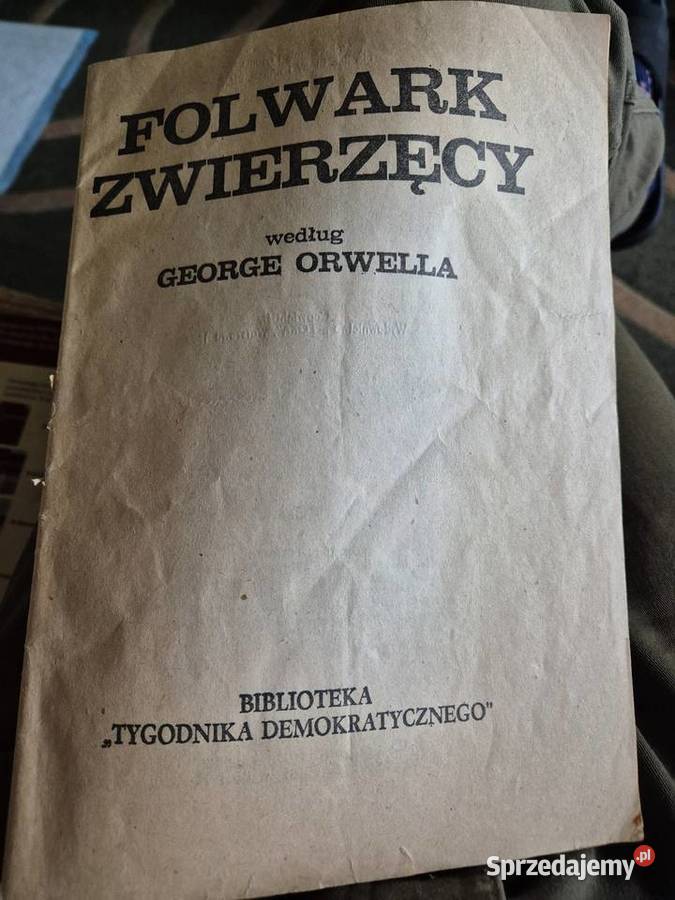 FOLWARK
ZWIERZĘCY
według
GEORGE ORWELLA
BIBLIOTEKA
„TYGODNIKA DEMOKRATYCZNEGO"
Sprzedajemy.pl